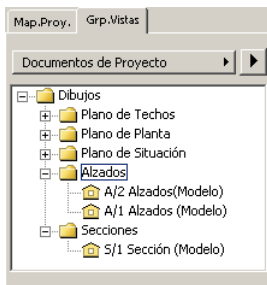 Map.Proy. Grp.Vistas
Documentos de Proyecto
Dibujos
Plano de Techos
Plano de Planta
Plano de Situación
Alzados
A/2 Alzados(Modelo)
A/1 Alzados (Modelo)
Secciones
S/1 Sección (Modelo)